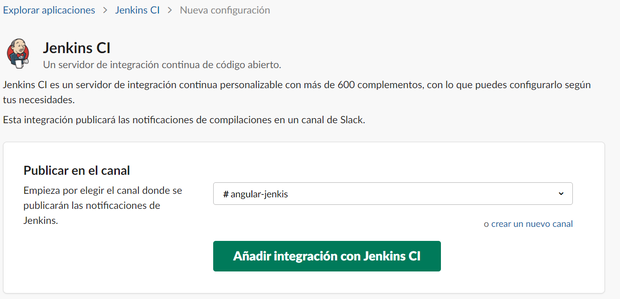 Explorar aplicaciones > Jenkins CI > Nueva configuración
Jenkins CI
Un servidor de integración continua de código abierto.
Jenkins CI es un servidor de integración continua personalizable con más de 600 complementos, con lo que puedes configurarlo según
tus necesidades.
Esta integración publicará las notificaciones de compilaciones en un canal de Slack.
Publicar en el canal
Empieza por elegir el canal donde se
publicarán las notificaciones de
Jenkins.
# angular-jenkis
o crear un nuevo canal
Añadir integración con Jenkins CI